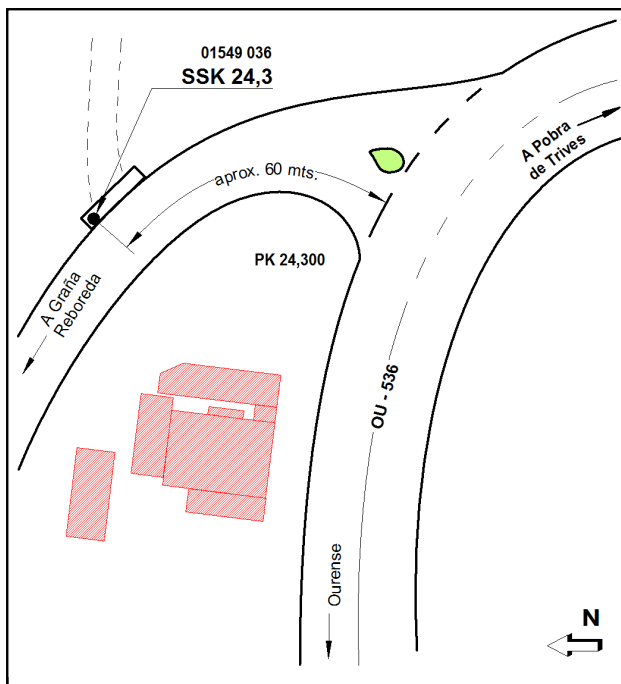 01549 036
SSK 24,3
aprox. 60 mts.
A Pobra
de Trives
PK 24,300
A Graña
Reboreda
OU - 536
Ourense
N